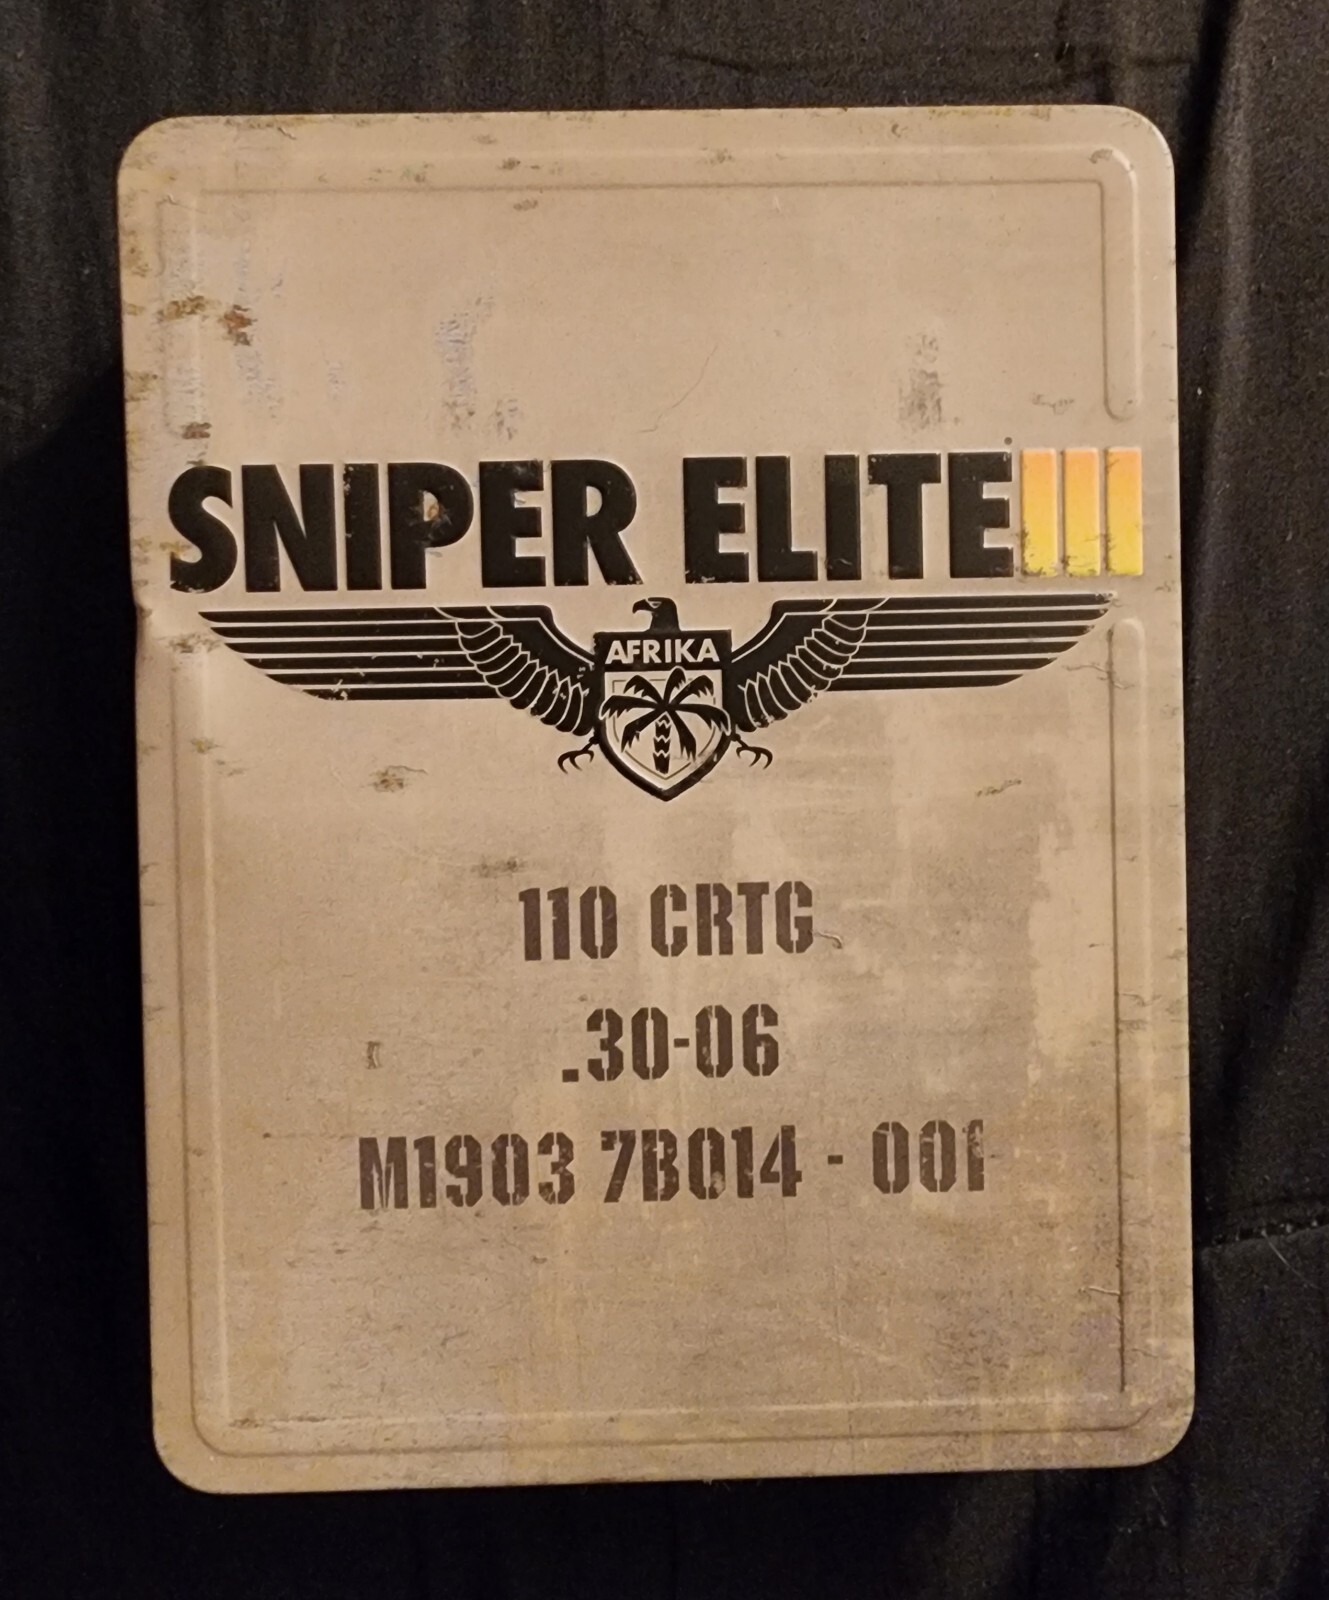 SNIPER ELITE III
AFRIKA
110 CRTG
.30-06
M1903 7B014 - 001